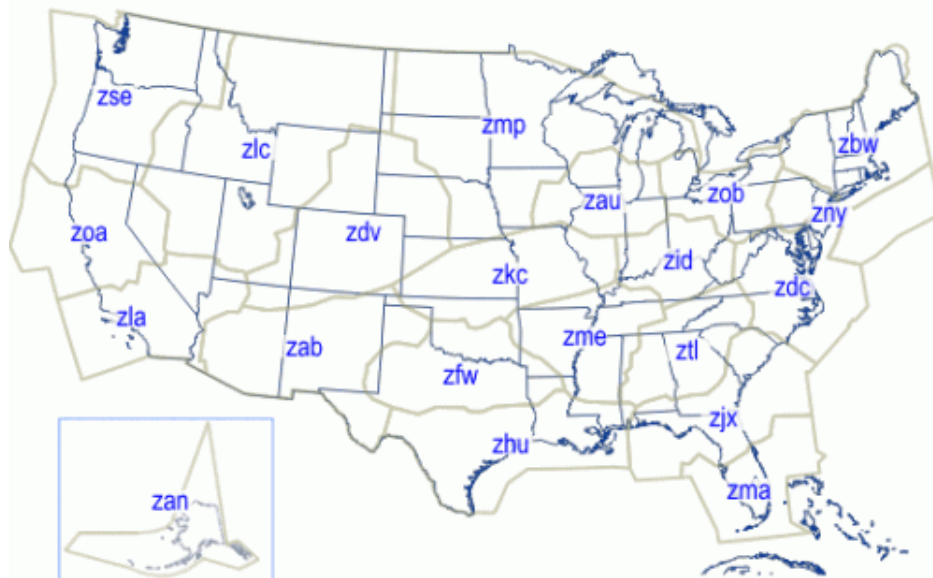 zse
zlc
zmp
zbw
zau
zob
zny
zoa
zdv
zkc
zid
zdc
zla
zab
zme
ztl
zfw
zhu
zjx
zma
zan